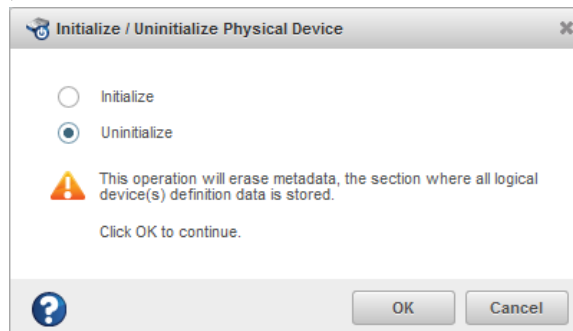 Initialize / Uninitialize Physical Device
Initialize
Uninitialize
This operation will erase metadata, the section where all logical
device(s) definition data is stored.
Click OK to continue.
OK
Cancel